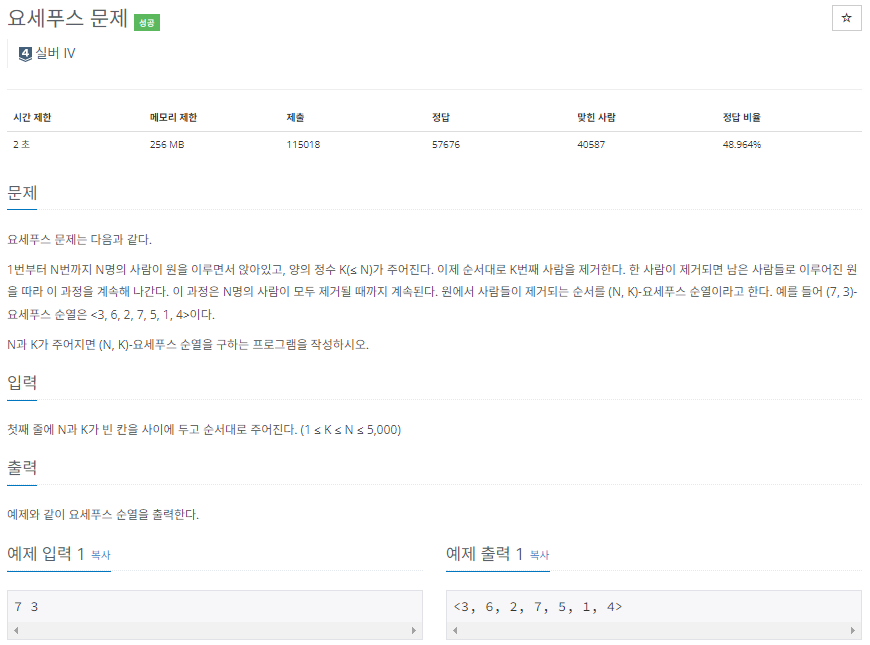 요세푸스 문제 성공
☆
4 실버 IV
시간 제한 메모리 제한 제출 정답 맞힌 사람 정답 비율
2 초 256 MB 115018 57676 40587 48.964%
문제
요세푸스 문제는 다음과 같다.
1번부터 N번까지 N명의 사람이 원을 이루면서 앉아있고, 양의 정수 K(≤ N)가 주어진다. 이제 순서대로 K번째 사람을 제거한다. 한 사람이 제거되면 남은 사람들로 이루어진 원
을 따라 이 과정을 계속해 나간다. 이 과정은 N명의 사람이 모두 제거될 때까지 계속된다. 원에서 사람들이 제거되는 순서를 (N, K)-요세푸스 순열이라고 한다. 예를 들어 (7, 3)-
요세푸스 순열은 <3, 6, 2, 7, 5, 1, 4>이다.
N과 K가 주어지면 (N, K)-요세푸스 순열을 구하는 프로그램을 작성하시오.
입력
첫째 줄에 N과 K가 빈 칸을 사이에 두고 순서대로 주어진다. (1 ≤ K ≤ N ≤ 5,000)
출력
예제와 같이 요세푸스 순열을 출력한다.
예제 입력 1 복사
7 3
예제 출력 1 복사
<3, 6, 2, 7, 5, 1, 4>